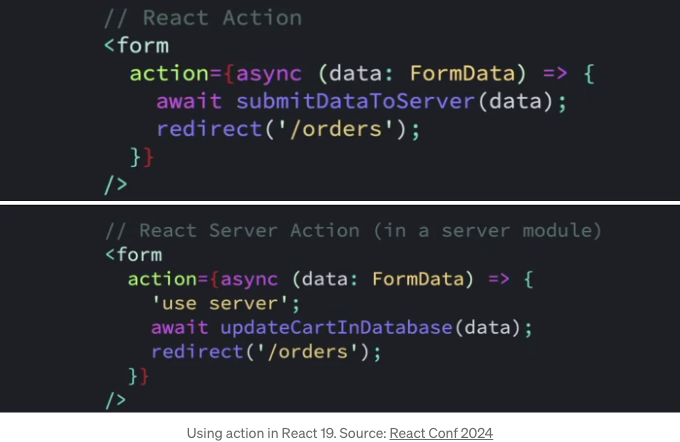 // React Action
<form
action={async (data: FormData) => {
await submitDataToServer(data);
redirect('/orders');
}}
/>
// React Server Action (in a server module)
<form
action={async (data: FormData) => {
'use server';
await updateCartInDatabase(data);
redirect('/orders');
}}
/>
Using action in React 19. Source: React Conf 2024